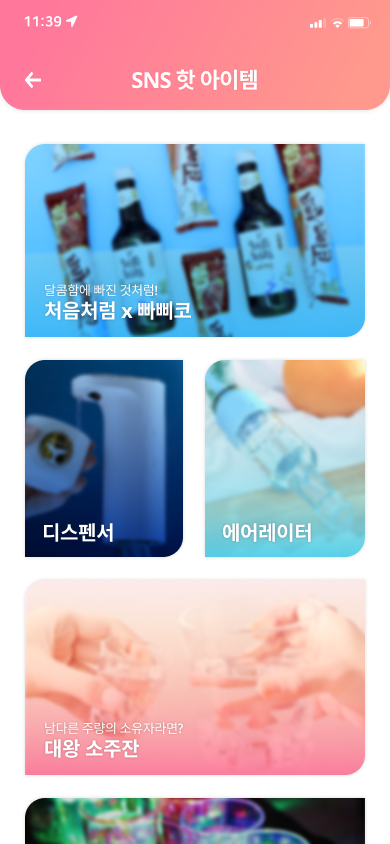 11:39
SNS 핫 아이템
달콤함에 빠진 것처럼!
처음처럼 x 빠삐코
디스펜서
에어레이터
남다른 주량의 소유자라면?
대왕 소주잔